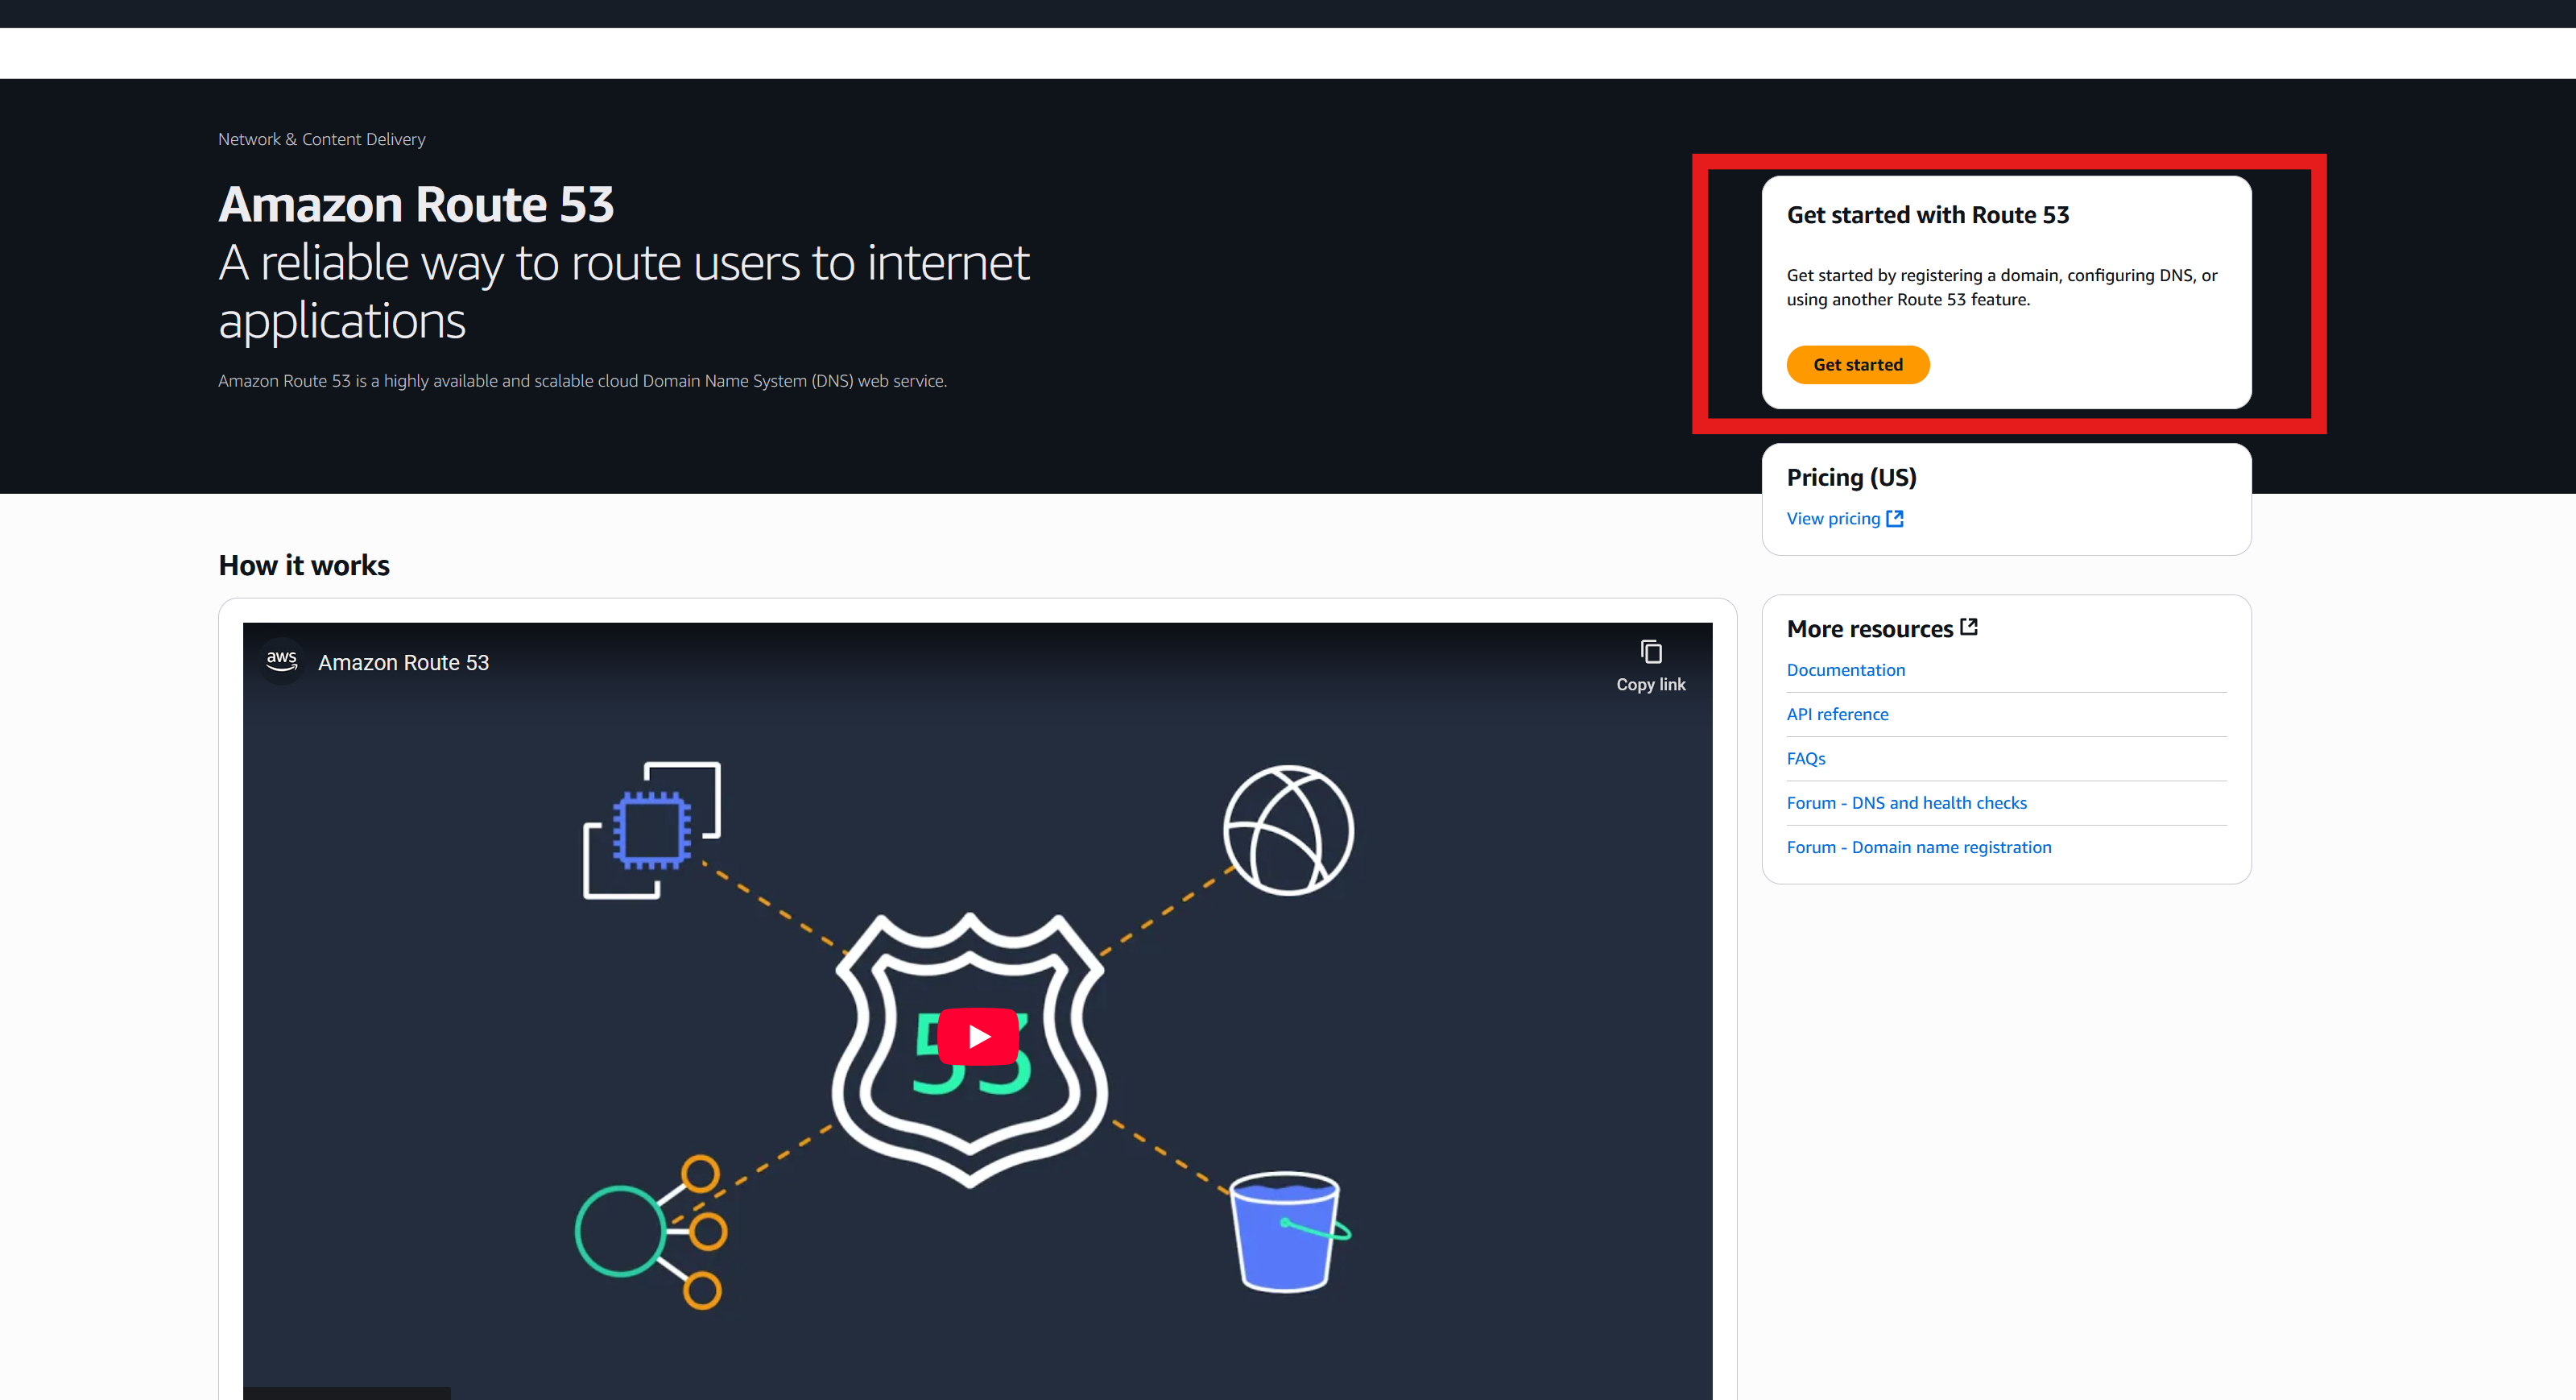 Network & Content Delivery
Amazon Route 53
A reliable way to route users to internet
applications
Amazon Route 53 is a highly available and scalable cloud Domain Name System (DNS) web service.
Get started with Route 53
Get started by registering a domain, configuring DNS, or
using another Route 53 feature.
Get started
Pricing (US)
View pricing
How it works
aws
Amazon Route 53
Copy link
53
More resources
Documentation
API reference
FAQs
Forum - DNS and health checks
Forum - Domain name registration